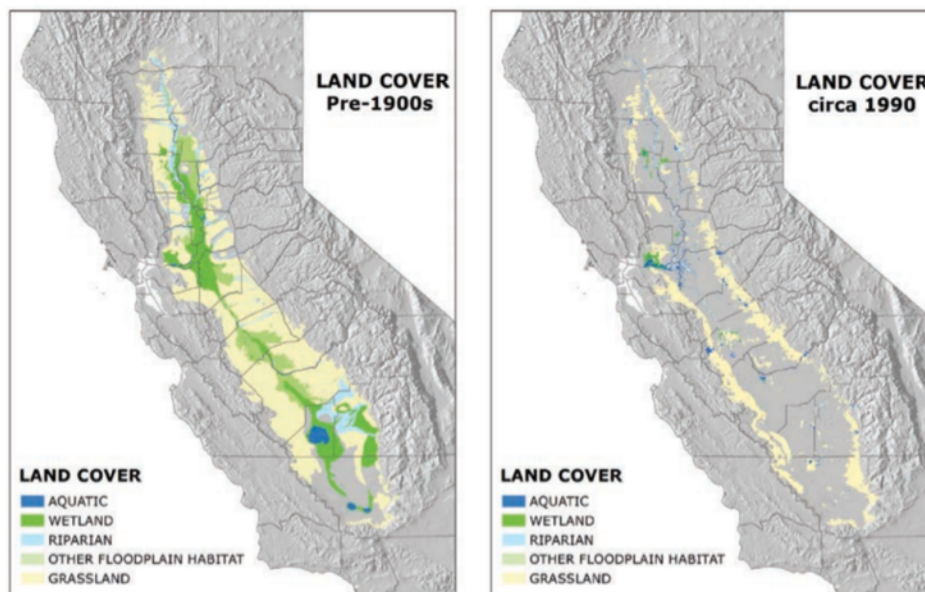 LAND COVER
Pre-1900s
LAND COVER
AQUATIC
WETLAND
RIPARIAN
OTHER FLOODPLAIN HABITAT
GRASSLAND
LAND COVER
circa 1990
LAND COVER
AQUATIC
WETLAND
RIPARIAN
OTHER FLOODPLAIN HABITAT
GRASSLAND